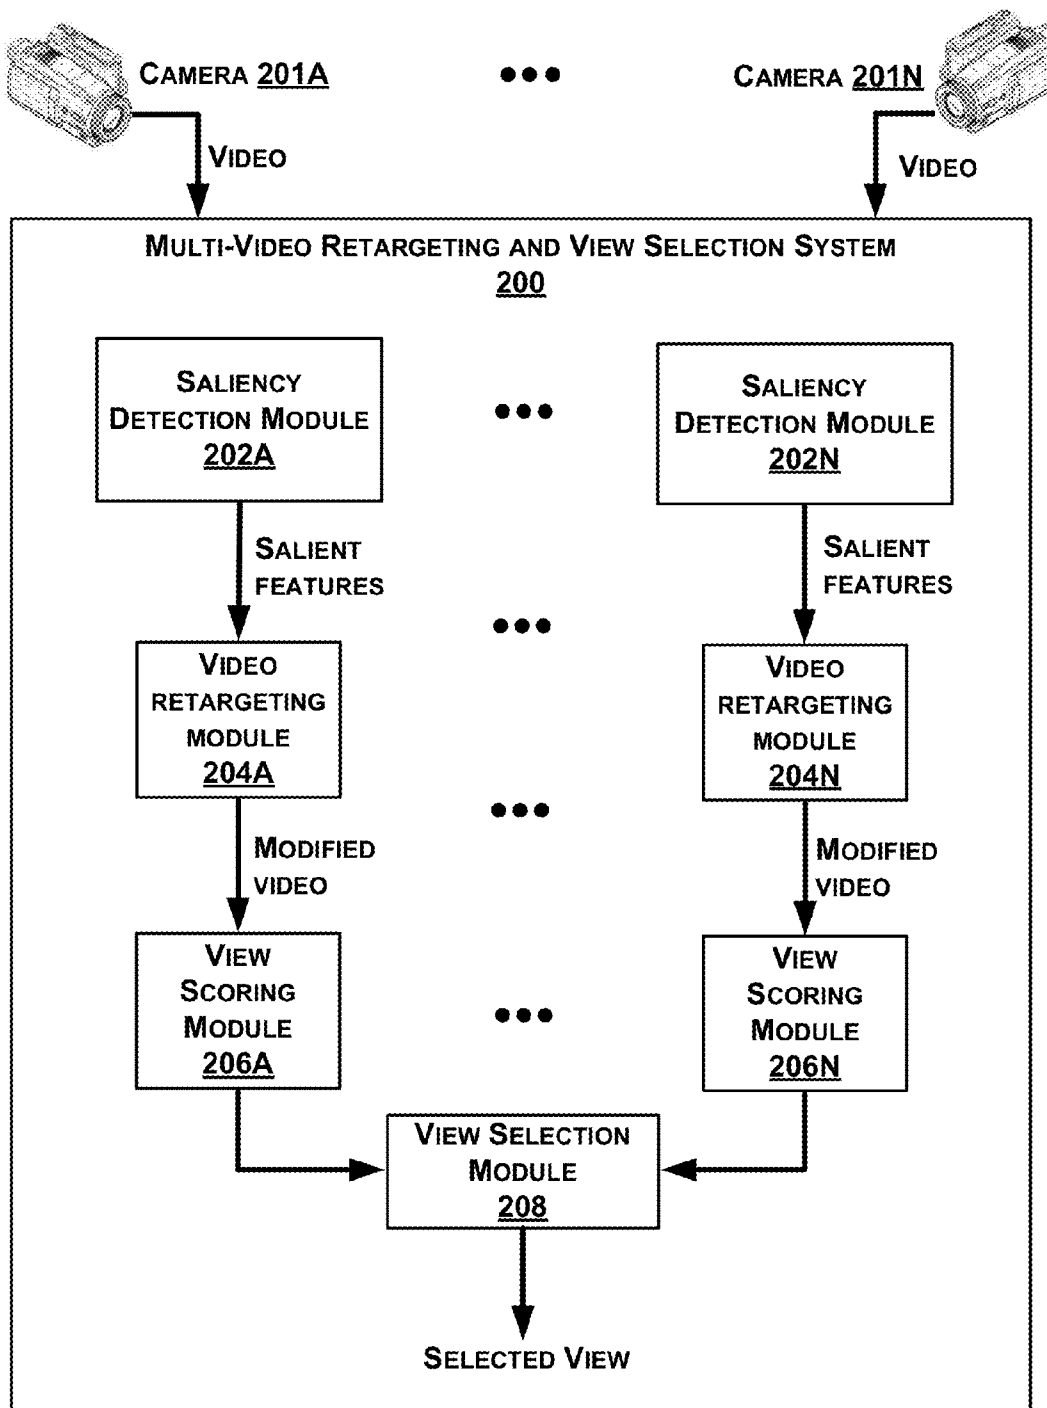 CAMERA 201A
CAMERA 201N
VIDEO
VIDEO
MULTI-VIDEO RETARGETING AND VIEW SELECTION SYSTEM
200
SALIENCY
DETECTION MODULE
202A
SALIENCY
DETECTION MODULE
202N
SALIENT
FEATURES
SALIENT
FEATURES
VIDEO
RETARGETING
MODULE
204A
VIDEO
RETARGETING
MODULE
204N
MODIFIED
VIDEO
MODIFIED
VIDEO
VIEW
SCORING
MODULE
206A
VIEW
SCORING
MODULE
206N
VIEW SELECTION
MODULE
208
SELECTED VIEW